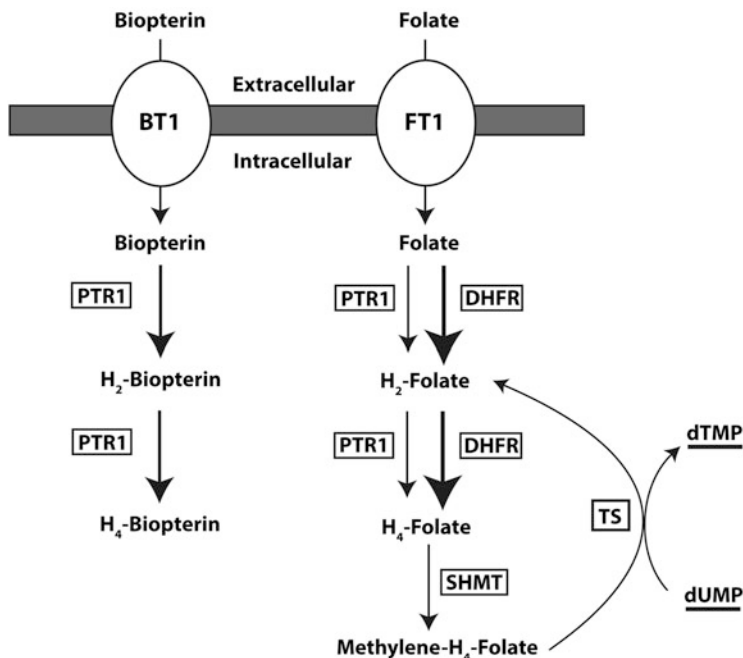 Biopterin Folate
Extracellular
BT1 FT1
Intracellular
Biopterin Folate
PTR1 PTR1 DHFR
H₂-Biopterin H₂-Folate
dTMP
PTR1 PTR1 DHFR
TS
H₄-Biopterin H₄-Folate
SHMT
dUMP
Methylene-H₄-Folate